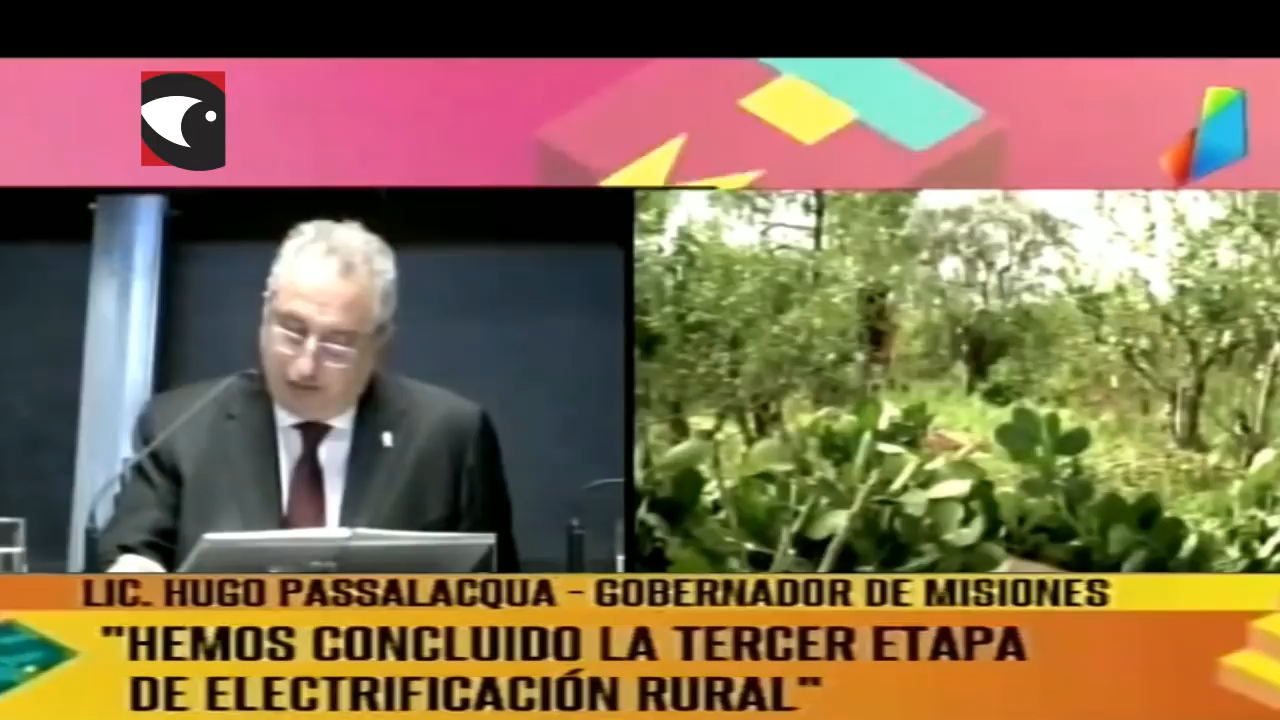 LIC. HUGO PASSALACQUA - GOBERNADOR DE MISIONES
"HEMOS CONCLUIDO LA TERCER ETAPA
DE ELECTRIFICACIÓN RURAL"